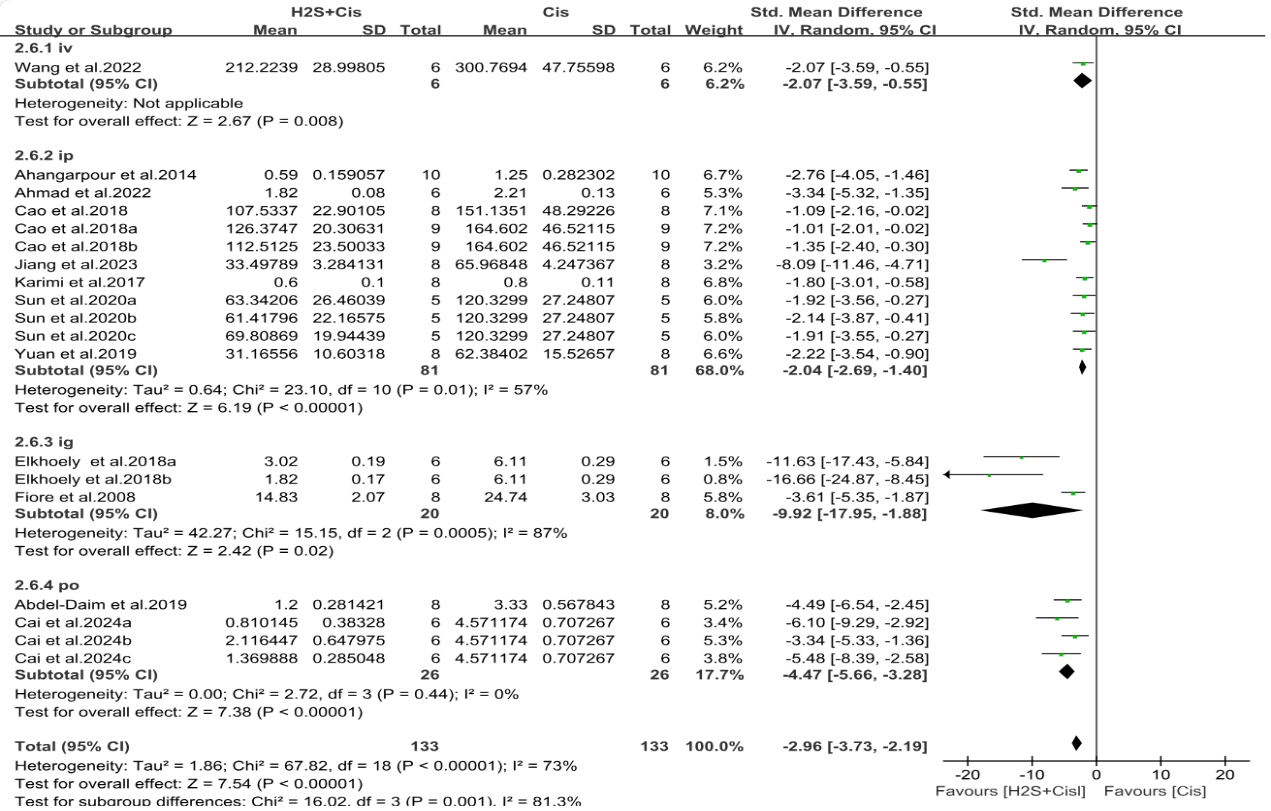 H2S+Cis Cis Std. Mean Difference Std. Mean Difference
Study or Subgroup Mean SD Total Mean SD Total Weight IV. Random. 95% CI IV. Random. 95% CI
2.6.1 iv
Wang et al.2022 212.2239 28.99805 6 300.7694 47.75598 6 6.2% -2.07 [-3.59, -0.55]
Subtotal (95% CI) 6 6 6.2% -2.07 [-3.59, -0.55]
Heterogeneity: Not applicable
Test for overall effect: Z = 2.67 (P = 0.008)
2.6.2 ip
Ahangarpour et al.2014 0.59 0.159057 10 1.25 0.282302 10 6.7% -2.76 [-4.05, -1.46]
Ahmad et al.2022 1.82 0.08 6 2.21 0.13 6 5.3% -3.34 [-5.32, -1.35]
Cao et al.2018 107.5337 22.90105 8 151.1351 48.29226 8 7.1% -1.09 [-2.16, -0.02]
Cao et al.2018a 126.3747 20.30631 9 164.602 46.52115 9 7.2% -1.01 [-2.01, -0.02]
Cao et al.2018b 112.5125 23.50033 9 164.602 46.52115 9 7.2% -1.35 [-2.40, -0.30]
Jiang et al.2023 33.49789 3.284131 8 65.96848 4.247367 8 3.2% -8.09 [-11.46, -4.71]
Karimi et al.2017 0.6 0.1 8 0.8 0.11 8 6.8% -1.80 [-3.01, -0.58]
Sun et al.2020a 63.34206 26.46039 5 120.3299 27.24807 5 6.0% -1.92 [-3.56, -0.27]
Sun et al.2020b 61.41796 22.16575 5 120.3299 27.24807 5 5.8% -2.14 [-3.87, -0.41]
Sun et al.2020c 69.80869 19.94439 5 120.3299 27.24807 5 6.0% -1.91 [-3.55, -0.27]
Yuan et al.2019 31.16556 10.60318 8 62.38402 15.52657 8 6.6% -2.22 [-3.54, -0.90]
Subtotal (95% CI) 81 81 68.0% -2.04 [-2.69, -1.40]
Heterogeneity: Tau² = 0.64; Chi² = 23.10, df = 10 (P = 0.01); I² = 57%
Test for overall effect: Z = 6.19 (P < 0.00001)
2.6.3 ig
Elkhoely et al.2018a 3.02 0.19 6 6.11 0.29 6 1.5% -11.63 [-17.43, -5.84]
Elkhoely et al.2018b 1.82 0.17 6 6.11 0.29 6 0.8% -16.66 [-24.87, -8.45]
Fiore et al.2008 14.83 2.07 8 24.74 3.03 8 5.8% -3.61 [-5.35, -1.87]
Subtotal (95% CI) 20 20 8.0% -9.92 [-17.95, -1.88]
Heterogeneity: Tau² = 42.27; Chi² = 15.15, df = 2 (P = 0.0005); I² = 87%
Test for overall effect: Z = 2.42 (P = 0.02)
2.6.4 po
Abdel-Daim et al.2019 1.2 0.281421 8 3.33 0.567843 8 5.2% -4.49 [-6.54, -2.45]
Cai et al.2024a 0.810145 0.38328 6 4.571174 0.707267 6 3.4% -6.10 [-9.29, -2.92]
Cai et al.2024b 2.116447 0.647975 6 4.571174 0.707267 6 5.3% -3.34 [-5.33, -1.36]
Cai et al.2024c 1.369888 0.285048 6 4.571174 0.707267 6 3.8% -5.48 [-8.39, -2.58]
Subtotal (95% CI) 26 26 17.7% -4.47 [-5.66, -3.28]
Heterogeneity: Tau² = 0.00; Chi² = 2.72, df = 3 (P = 0.44); I² = 0%
Test for overall effect: Z = 7.38 (P < 0.00001)
Total (95% CI) 133 133 100.0% -2.96 [-3.73, -2.19]
Heterogeneity: Tau² = 1.86; Chi² = 67.82, df = 18 (P < 0.00001); I² = 73%
Test for overall effect: Z = 7.54 (P < 0.00001)
Test for subgroup differences: Chi² = 16.02, df = 3 (P = 0.001), I² = 81.3%
-20 -10 0 10 20
Favours [H2S+Cisl] Favours [Cis]